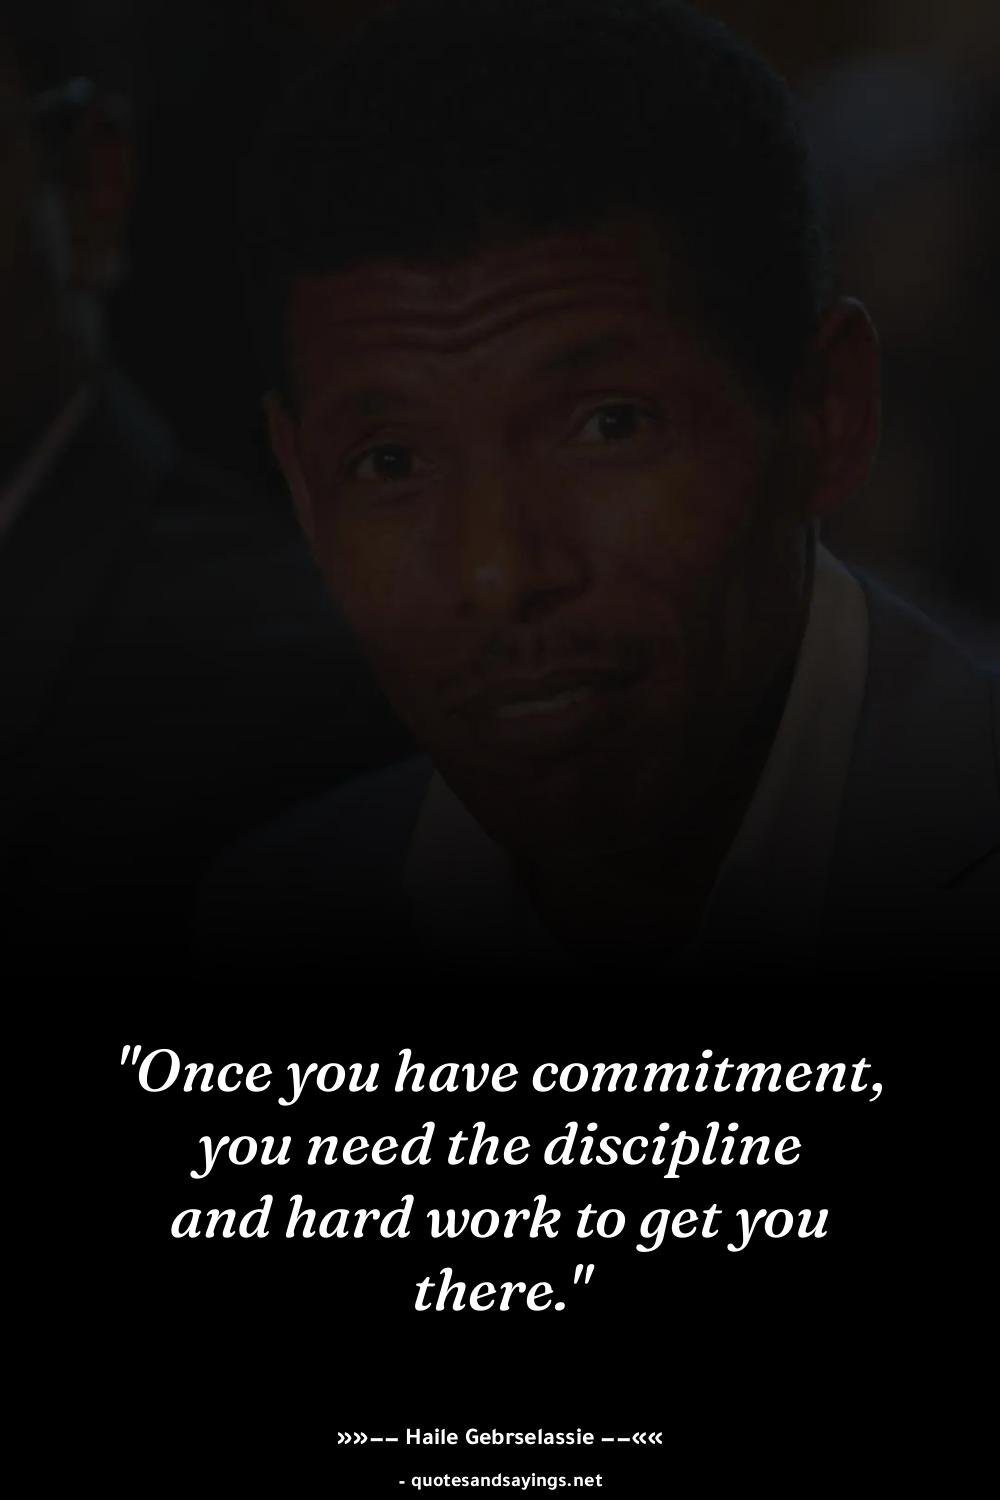 "Once you have commitment,
you need the discipline
and hard work to get you
there."
»»–– Haile Gebrselassie ––««
- quotesandsayings.net